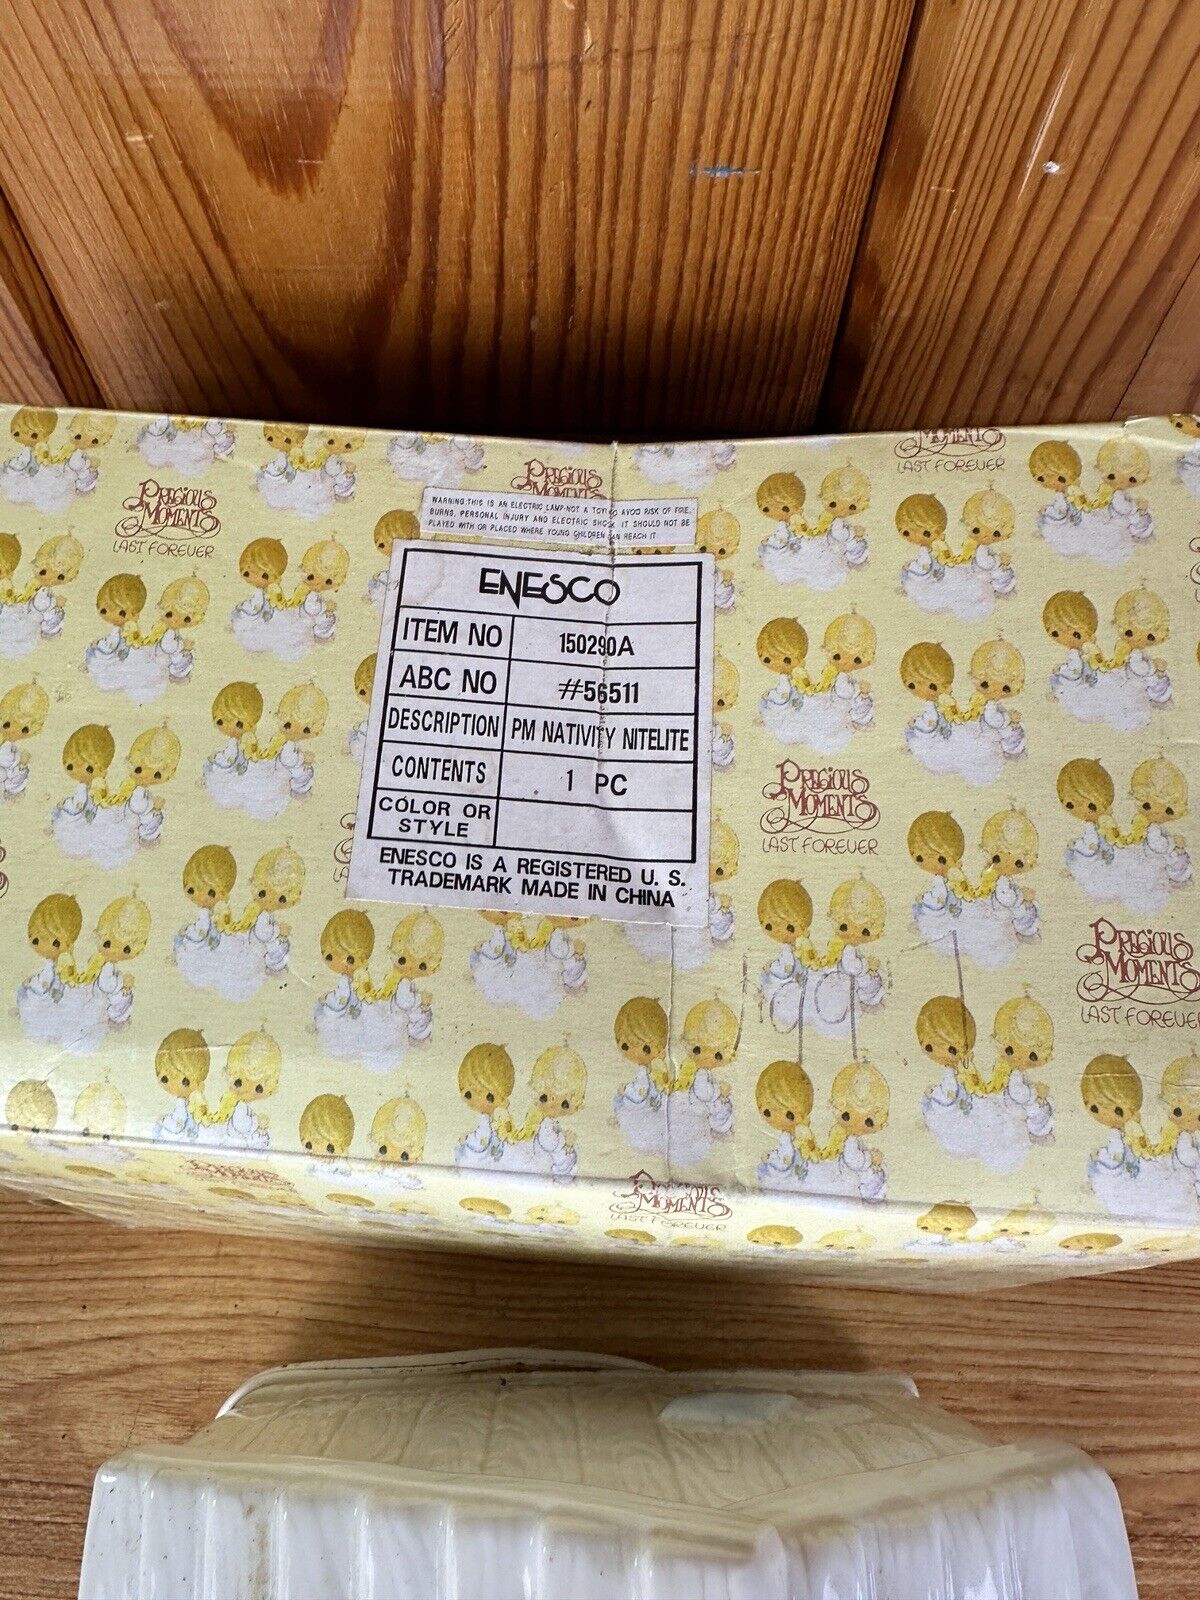 PRECIOUS
MOMENTS
LAST FOREVER
PRECIOUS
MOMENTS
MOMENTS
LAST FOREVER
WARNING:THIS IS AN ELECTRIC LAMP-NOT A TOY TO AVOID RISK OF FIRE,
BURNS, PERSONAL INJURY AND ELECTRIC SHOCK IT SHOULD NOT BE
PLAYED WITH OR PLACED WHERE YOUNG CHILDREN CAN REACH IT
ENESCO
ITEM NO 150290A
ABC NO #56511
DESCRIPTION PM NATIVITY NITELITE
CONTENTS 1 PC
COLOR OR
STYLE
ENESCO IS A REGISTERED U. S.
TRADEMARK MADE IN CHINA
PRECIOUS
MOMENTS
LAST FOREVER
PRECIOUS
MOMENTS
LAST FOREVER
PRECIOUS
MOMENTS
LAST FOREVER